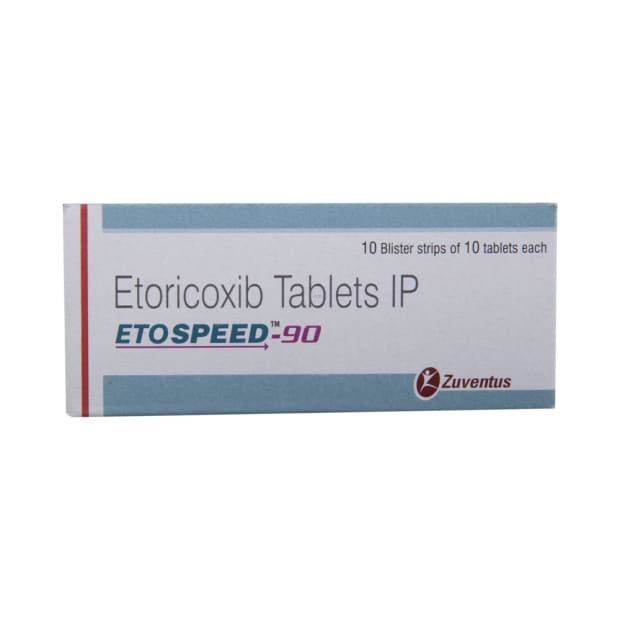 10 Blister strips of 10 tablets each
Etoricoxib Tablets IP
ETOSPEED™-90
Zuventus